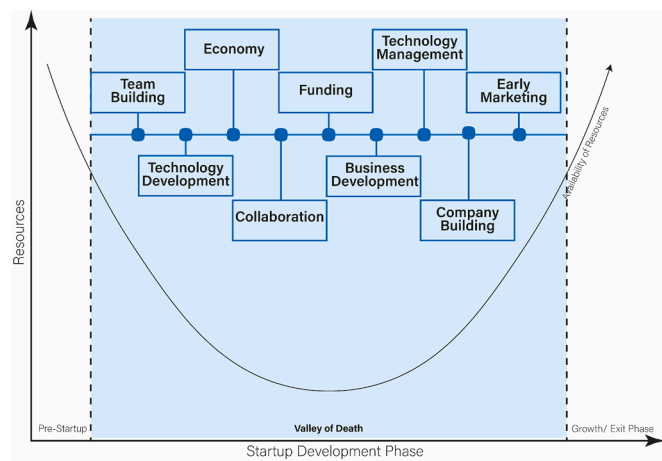 Economy
Technology
Management
Team
Building
Funding
Early
Marketing
Technology
Development
Business
Development
Collaboration
Company
Building
Availability of Resources
Resources
Pre-Startup
Valley of Death
Growth/ Exit Phase
Startup Development Phase